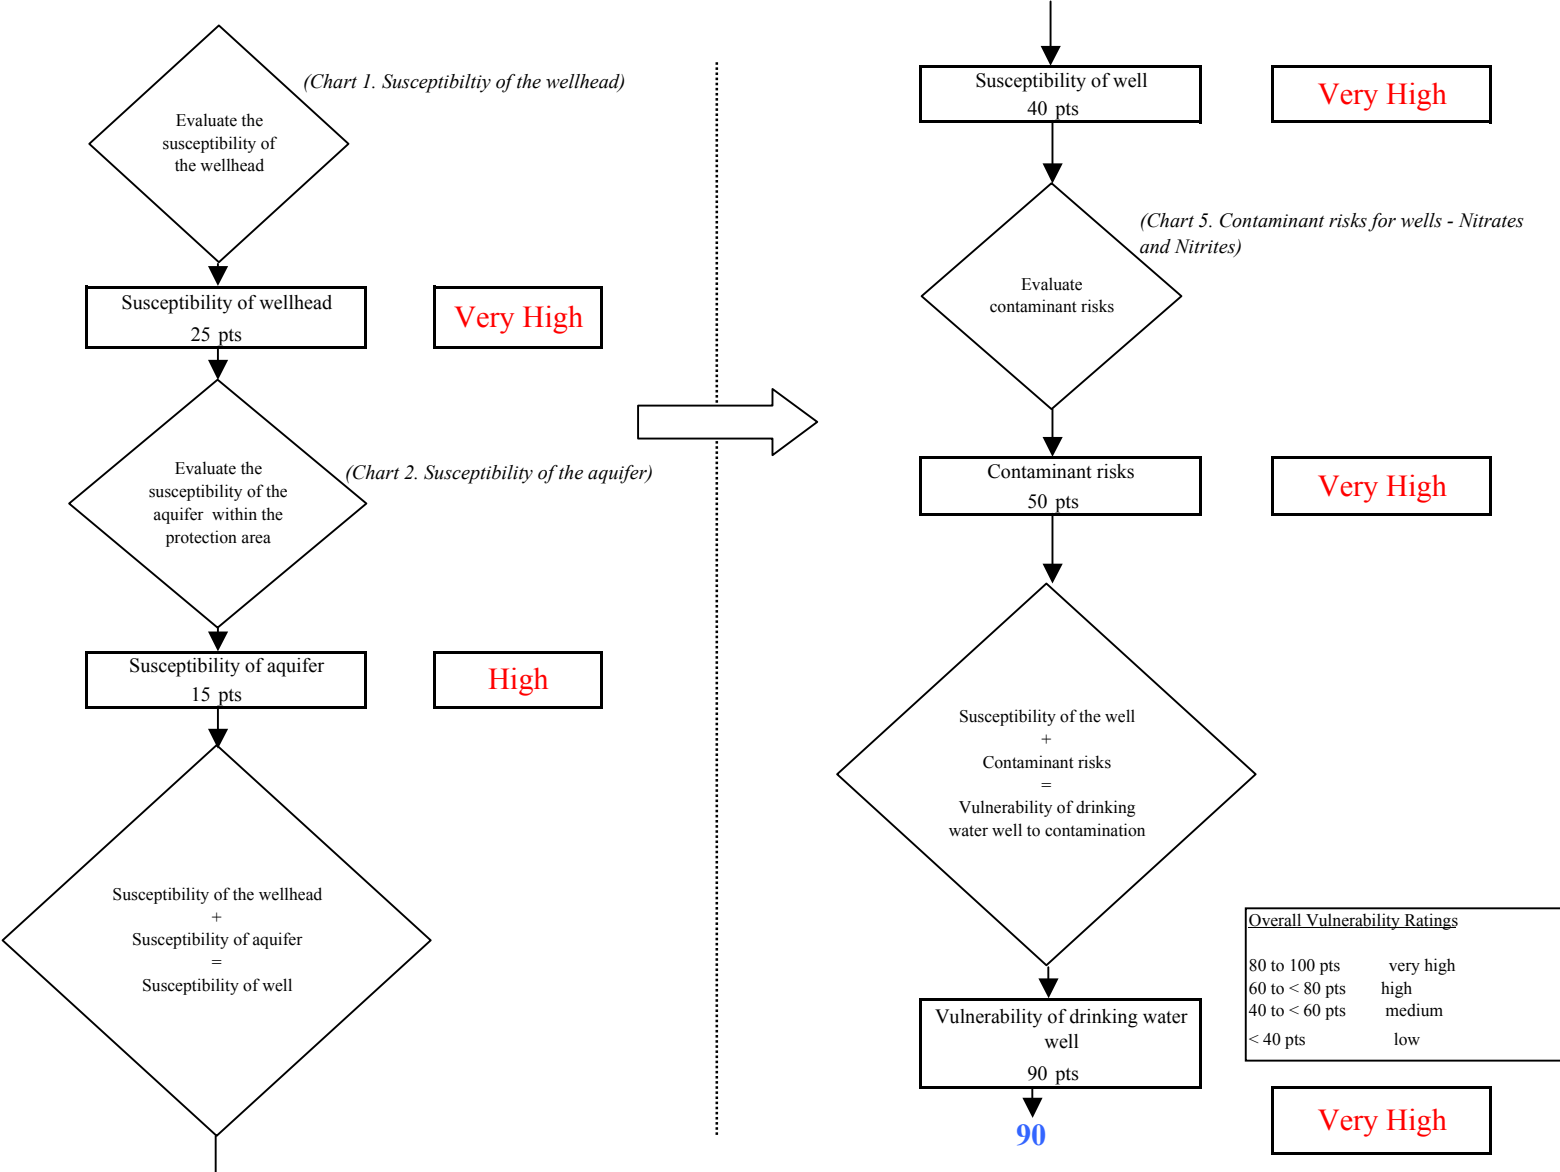 (Chart 1. Susceptibiltiy of the wellhead)
Evaluate the
susceptibility of
the wellhead
Susceptibility of wellhead
25 pts
Very High
(Chart 2. Susceptibility of the aquifer)
Evaluate the
susceptibility of the
aquifer within the
protection area
Susceptibility of aquifer
15 pts
High
Susceptibility of the wellhead
+
Susceptibility of aquifer
=
Susceptibility of well
Susceptibility of well
40 pts
Very High
(Chart 5. Contaminant risks for wells - Nitrates
and Nitrites)
Evaluate
contaminant risks
Contaminant risks
50 pts
Very High
Susceptibility of the well
+
Contaminant risks
=
Vulnerability of drinking
water well to contamination
Overall Vulnerability Ratings
80 to 100 pts very high
60 to < 80 pts high
40 to < 60 pts medium
< 40 pts low
Vulnerability of drinking water
well
90 pts
90
Very High